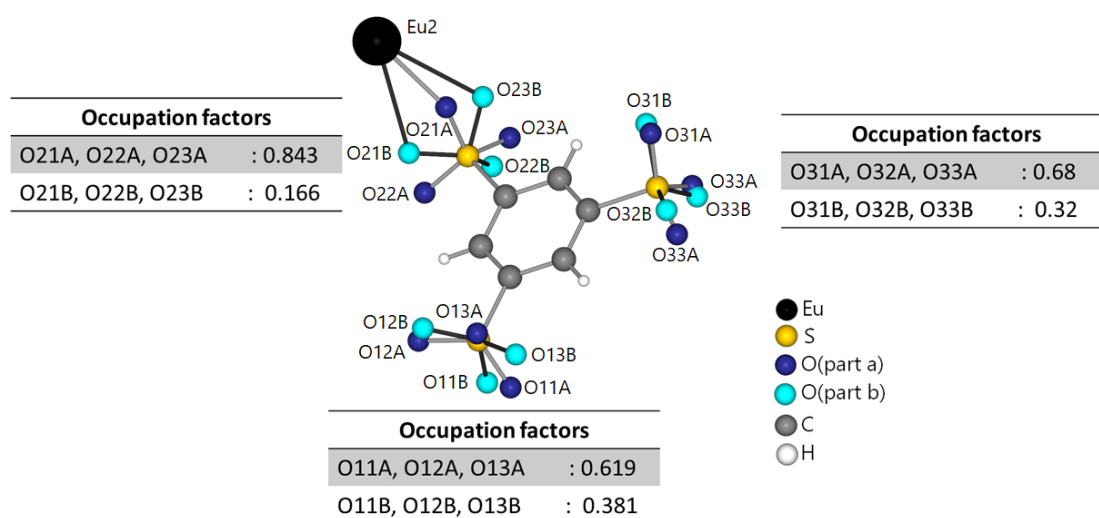 Eu2
O23B
O21A
O23A
O21B
O22B
O22A
O31B
O31A
O33A
O32B
O33B
O33A
O13A
O12B
O12A
O13B
O11B
O11A
Occupation factors
O21A, O22A, O23A : 0.843
O21B, O22B, O23B : 0.166
Occupation factors
O31A, O32A, O33A : 0.68
O31B, O32B, O33B : 0.32
Eu
S
O(part a)
O(part b)
C
H
Occupation factors
O11A, O12A, O13A : 0.619
O11B, O12B, O13B : 0.381